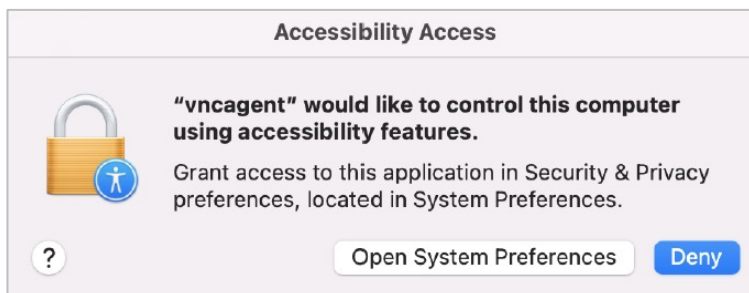 Accessibility Access
“vncagent” would like to control this computer
using accessibility features.
Grant access to this application in Security & Privacy
preferences, located in System Preferences.
?
Open System Preferences
Deny